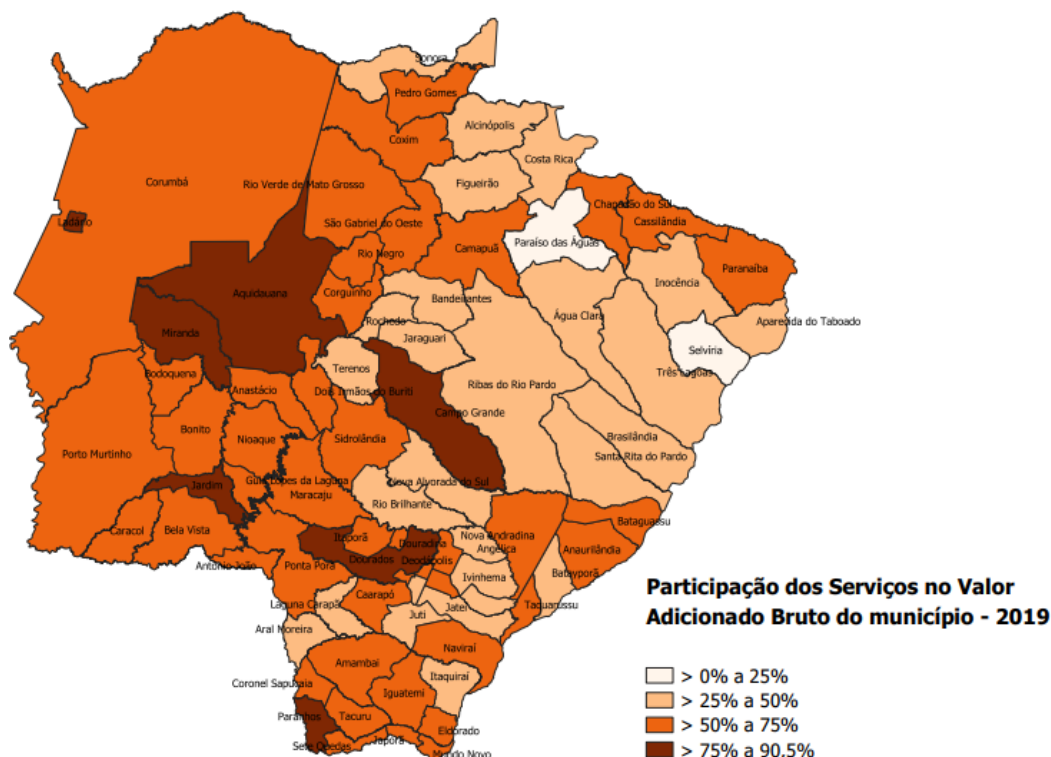 Sonora
Pedro Gomes
Alcinópolis
Coxim
Costa Rica
Corumbá
Rio Verde de Mato Grosso
Figueirão
Chapadão do Sul
Ladário
São Gabriel do Oeste
Cassilândia
Camapuã
Paraíso das Águas
Rio Negro
Paranaíba
Inocência
Aquidauana
Corguinho
Bandeirantes
Água Clara
Rochedo
Aparecida do Taboado
Miranda
Jaraguari
Selvíria
Terenos
Três Lagoas
Bodoquena
Ribas do Rio Pardo
Anastácio
Dois Irmãos do Buriti
Campo Grande
Bonito
Nioaque
Sidrolândia
Brasilândia
Porto Murtinho
Santa Rita do Pardo
Jardim
Guia Lopes da Laguna
Nova Alvorada do Sul
Maracaju
Rio Brilhante
Bataguassu
Caracol
Bela Vista
Itaporã
Nova Andradina
Douradina
Angélica
Anaurilândia
Antônio João
Ponta Porã
Dourados
Deodápolis
Batayporã
Ivinhema
Caarapó
Laguna Carapã
Taquarussu
Jateí
Juti
Aral Moreira
Naviraí
Amambai
Itaquiraí
Coronel Sapucaia
Iguatemi
Paranhos
Tacuru
Eldorado
Sete Quedas
Japorã
Mundo Novo
Participação dos Serviços no Valor
Adicionado Bruto do município - 2019
> 0% a 25%
> 25% a 50%
> 50% a 75%
> 75% a 90,5%